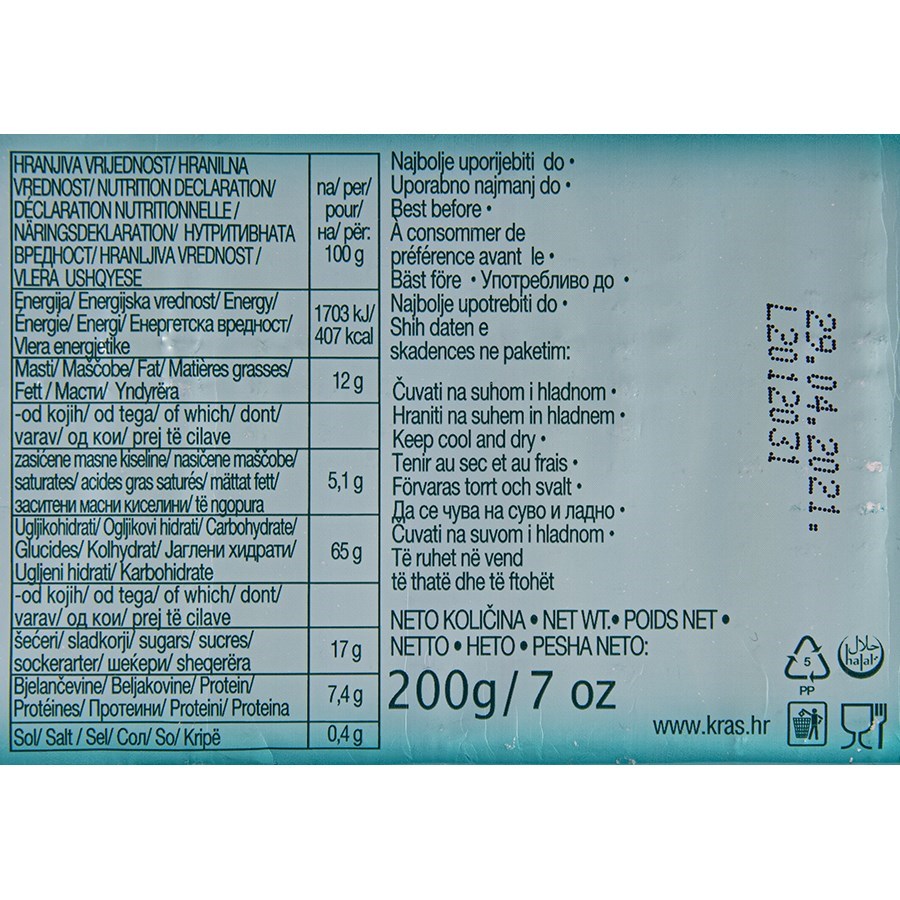 HRANJIVA VRIJEDNOST/ HRANILNA
VREDNOST/ NUTRITION DECLARATION/
DÉCLARATION NUTRITIONNELLE /
NÄRINGSDEKLARATION/ НУТРИТИВНАТА
ВРЕДНОСТ/ HRANLJIVA VREDNOST /
VLERA USHQYESE
na/ per/
pour/
на/ për:
100 g
Energija/ Energijska vrednost/ Energy/
Énergie/ Energi/ Енергетска вредност/
Vlera energjetike
1703 kJ/
407 kcal
Masti/ Maščobe/ Fat/ Matières grasses/
Fett / Масти/ Yndyrëra
12 g
-od kojih/ od tega/ of which/ dont/
varav/ од кои/ prej të cilave
zasićene masne kiseline/ nasičene maščobe/
saturates/ acides gras saturés/ mättat fett/
заситени масни киселини/ të ngopura
5,1 g
Ugljikohidrati/ Ogljikovi hidrati/ Carbohydrate/
Glucides/ Kolhydrat/ Јаглени хидрати/
Ugljeni hidrati/ Karbohidrate
65 g
-od kojih/ od tega/ of which/ dont/
varav/ од кои/ prej të cilave
šećeri/ sladkorji/ sugars/ sucres/
sockerarter/ шеќери/ sheqerëra
17 g
Bjelančevine/ Beljakovine/ Protein/
Protéines/ Протеини/ Proteini/ Proteina
7,4 g
Sol/ Salt / Sel/ Сол/ So/ Kripë
0,4 g
Najbolje uporijebiti do •
Uporabno najmanj do •
Best before •
À consommer de
préférence avant le •
Bäst före • Употребливо до •
Najbolje upotrebiti do •
Shih daten e
skadences ne paketim:
Čuvati na suhom i hladnom •
Hraniti na suhem in hladnem •
Keep cool and dry •
Tenir au sec et au frais •
Förvaras torrt och svalt •
Да се чува на суво и ладно •
Čuvati na suvom i hladnom •
Të ruhet në vend
të thatë dhe të ftohët
NETO KOLIČINA • NET WT.• POIDS NET •
NETTO • НЕТО • PESHA NETO:
200g/7 oz
www.kras.hr
29.04.2021.
L3012031
5
PP
حلال
halal